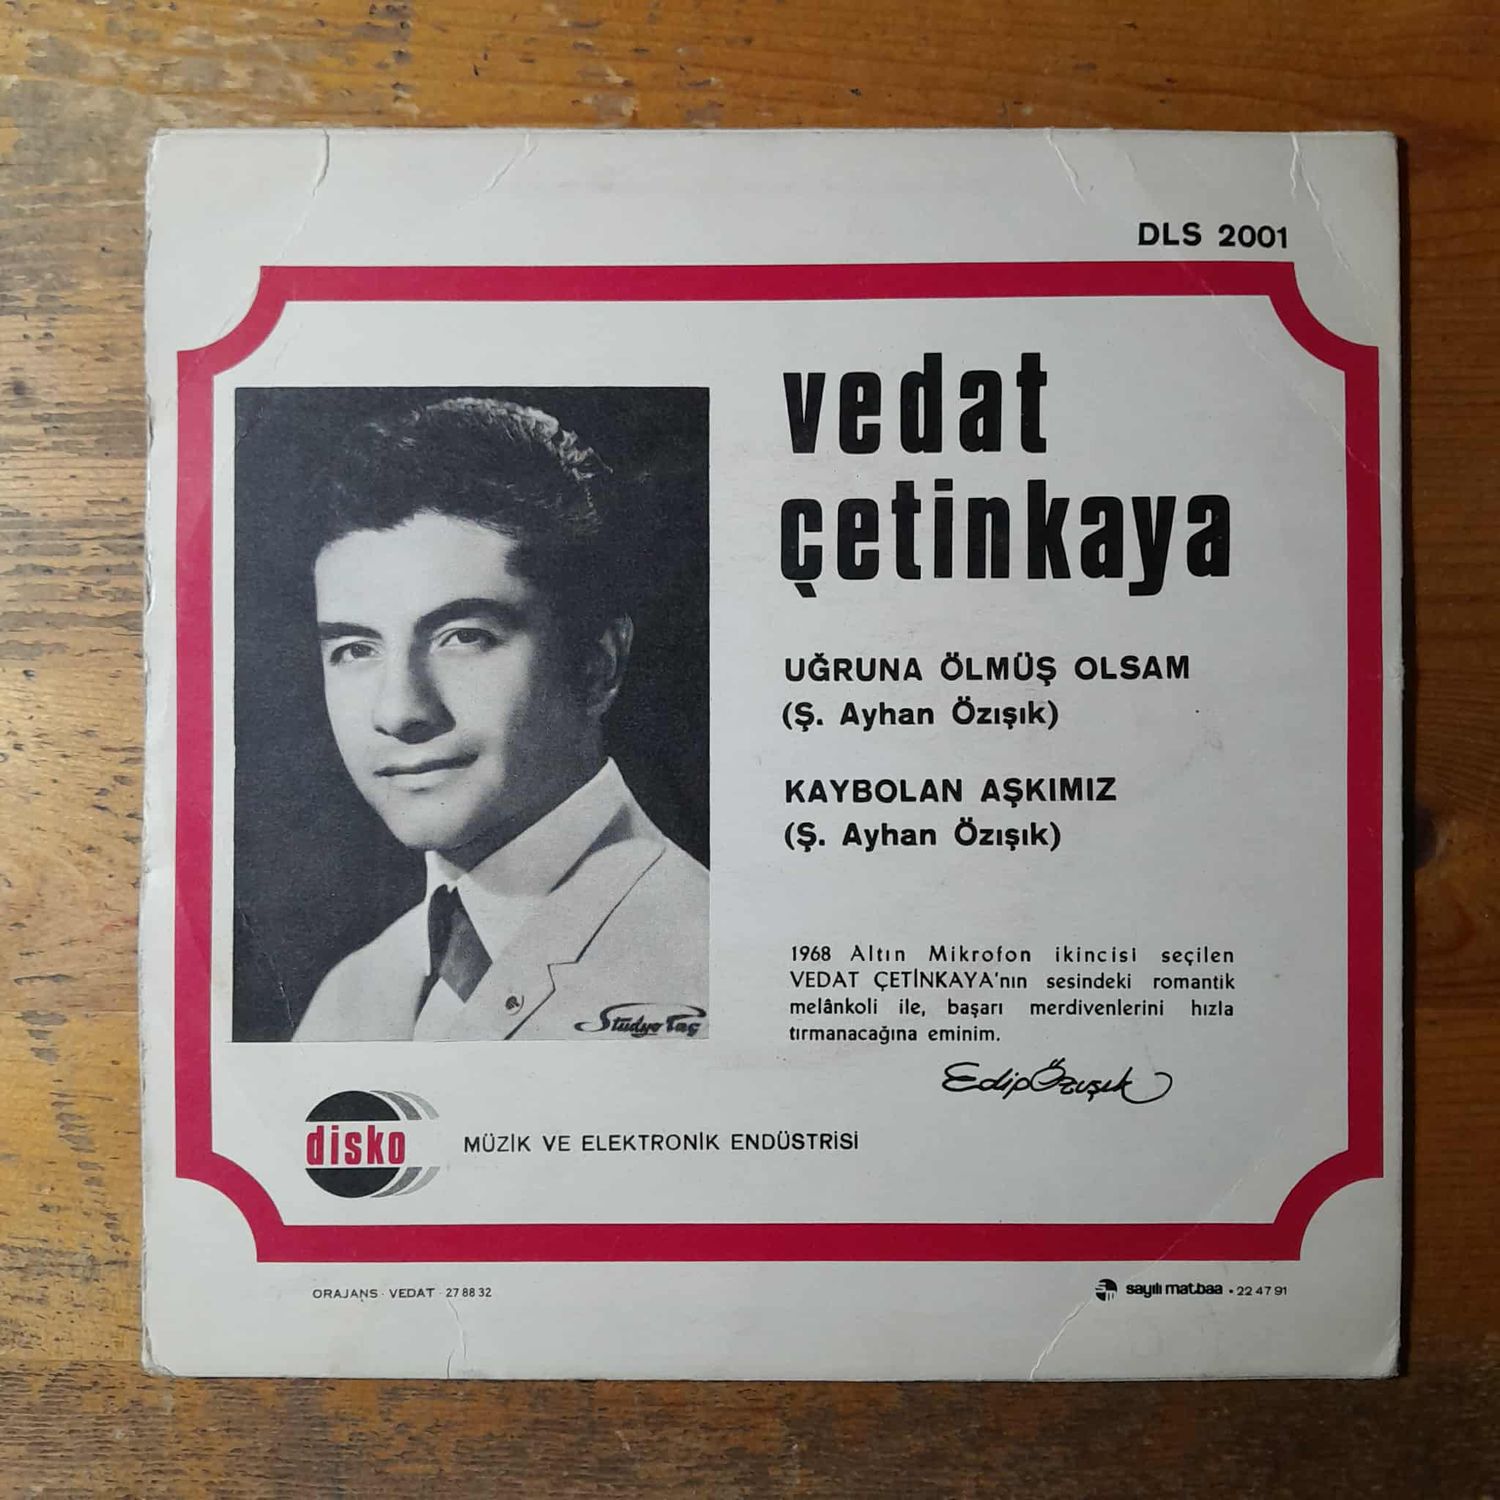 DLS 2001
vedat
çetinkaya
UĞRUNA ÖLMÜŞ OLSAM
(Ş. Ayhan Özışık)
KAYBOLAN AŞKIMIZ
(Ş. Ayhan Özışık)
1968 Altın Mikrofon ikincisi seçilen
VEDAT ÇETİNKAYA'nın sesindeki romantik
melânkoli ile, başarı merdivenlerini hızla
tırmanacağına eminim.
Edip Özışık
Stüdyo Taç
disko
MÜZİK VE ELEKTRONİK ENDÜSTRİSİ
ORAJANS · VEDAT · 27 88 32
sayılı matbaa • 22 47 91